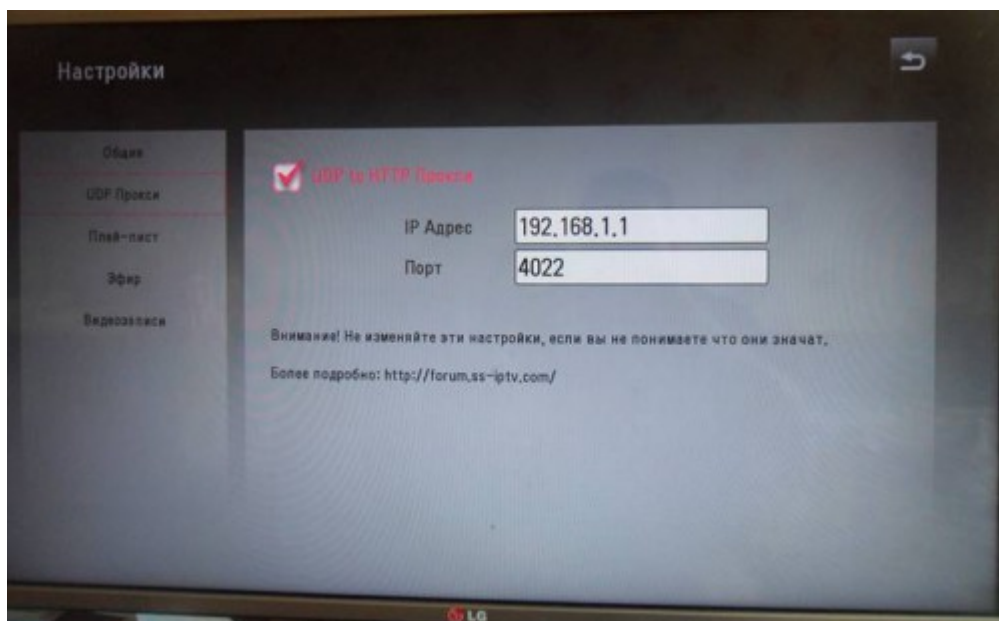 Настройки
Общие
UDP Прокси
Плей-лист
Эфир
Видеозаписи
UDP to HTTP Прокси
IP Адрес
192.168.1.1
Порт
4022
Внимание! Не изменяйте эти настройки, если вы не понимаете что они значат.
Более подробно: http://forum.ss-iptv.com/
LG